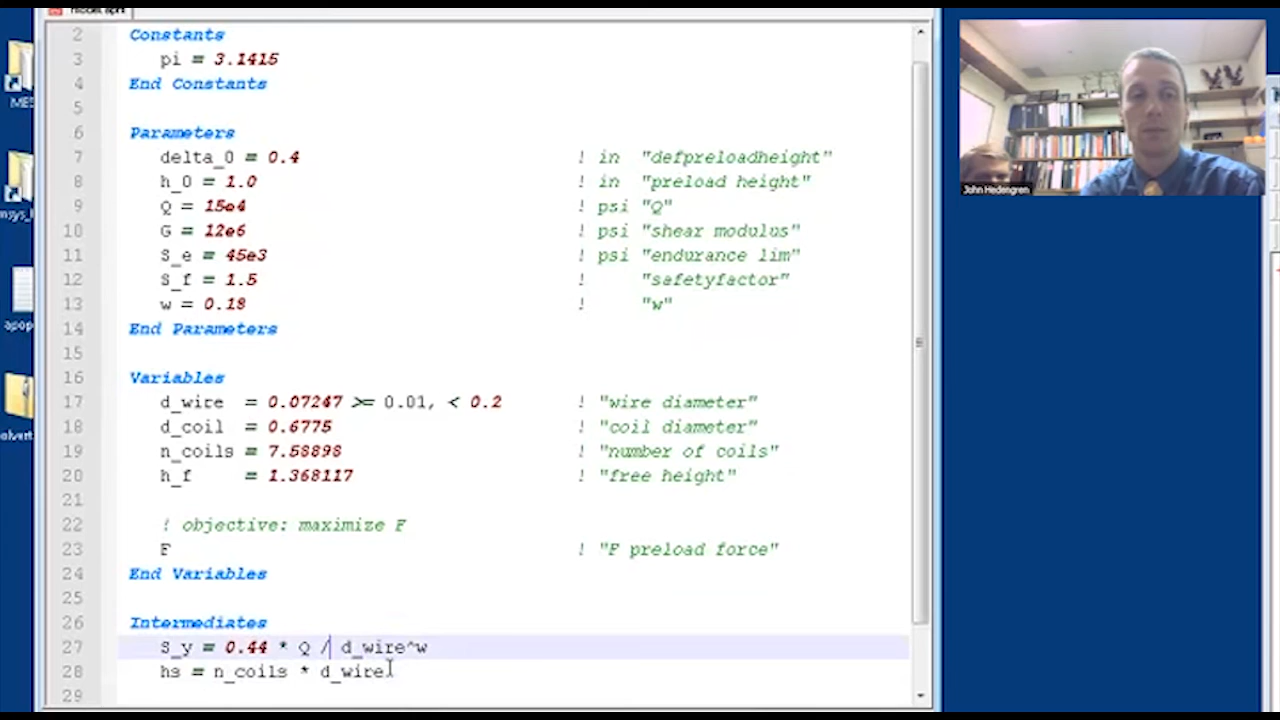 model.apm
2 Constants
3 pi = 3.1415
4 End Constants
5
6 Parameters
7 delta_0 = 0.4 ! in "defpreloadheight"
8 h_0 = 1.0 ! in "preload height"
9 Q = 15e4 ! psi "Q"
10 G = 12e6 ! psi "shear modulus"
11 S_e = 45e3 ! psi "endurance lim"
12 S_f = 1.5 ! "safetyfactor"
13 w = 0.18 ! "w"
14 End Parameters
15
16 Variables
17 d_wire = 0.07247 >= 0.01, < 0.2 ! "wire diameter"
18 d_coil = 0.6775 ! "coil diameter"
19 n_coils = 7.58898 ! "number of coils"
20 h_f = 1.368117 ! "free height"
21
22 ! objective: maximize F
23 F ! "F preload force"
24 End Variables
25
26 Intermediates
27 S_y = 0.44 * Q / d_wire^w
28 hs = n_coils * d_wire
29
John Hedengren